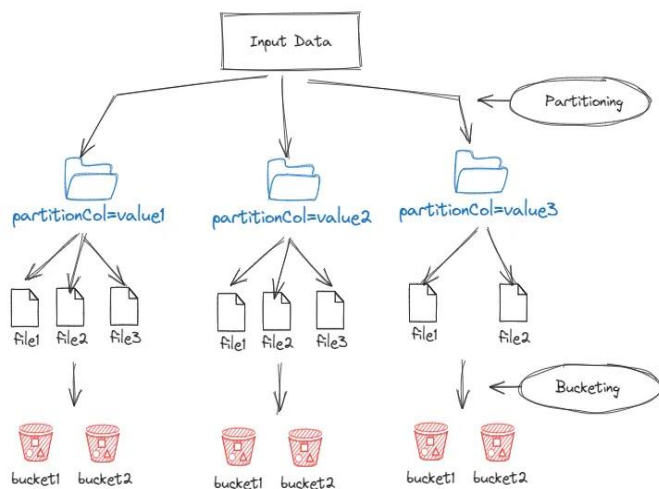 Input Data
Partitioning
partitionCol=value1
partitionCol=value2
partitionCol=value3
file1
file2
file3
file1
file2
file3
file1
file2
Bucketing
bucket1
bucket2
bucket1
bucket2
bucket1
bucket2